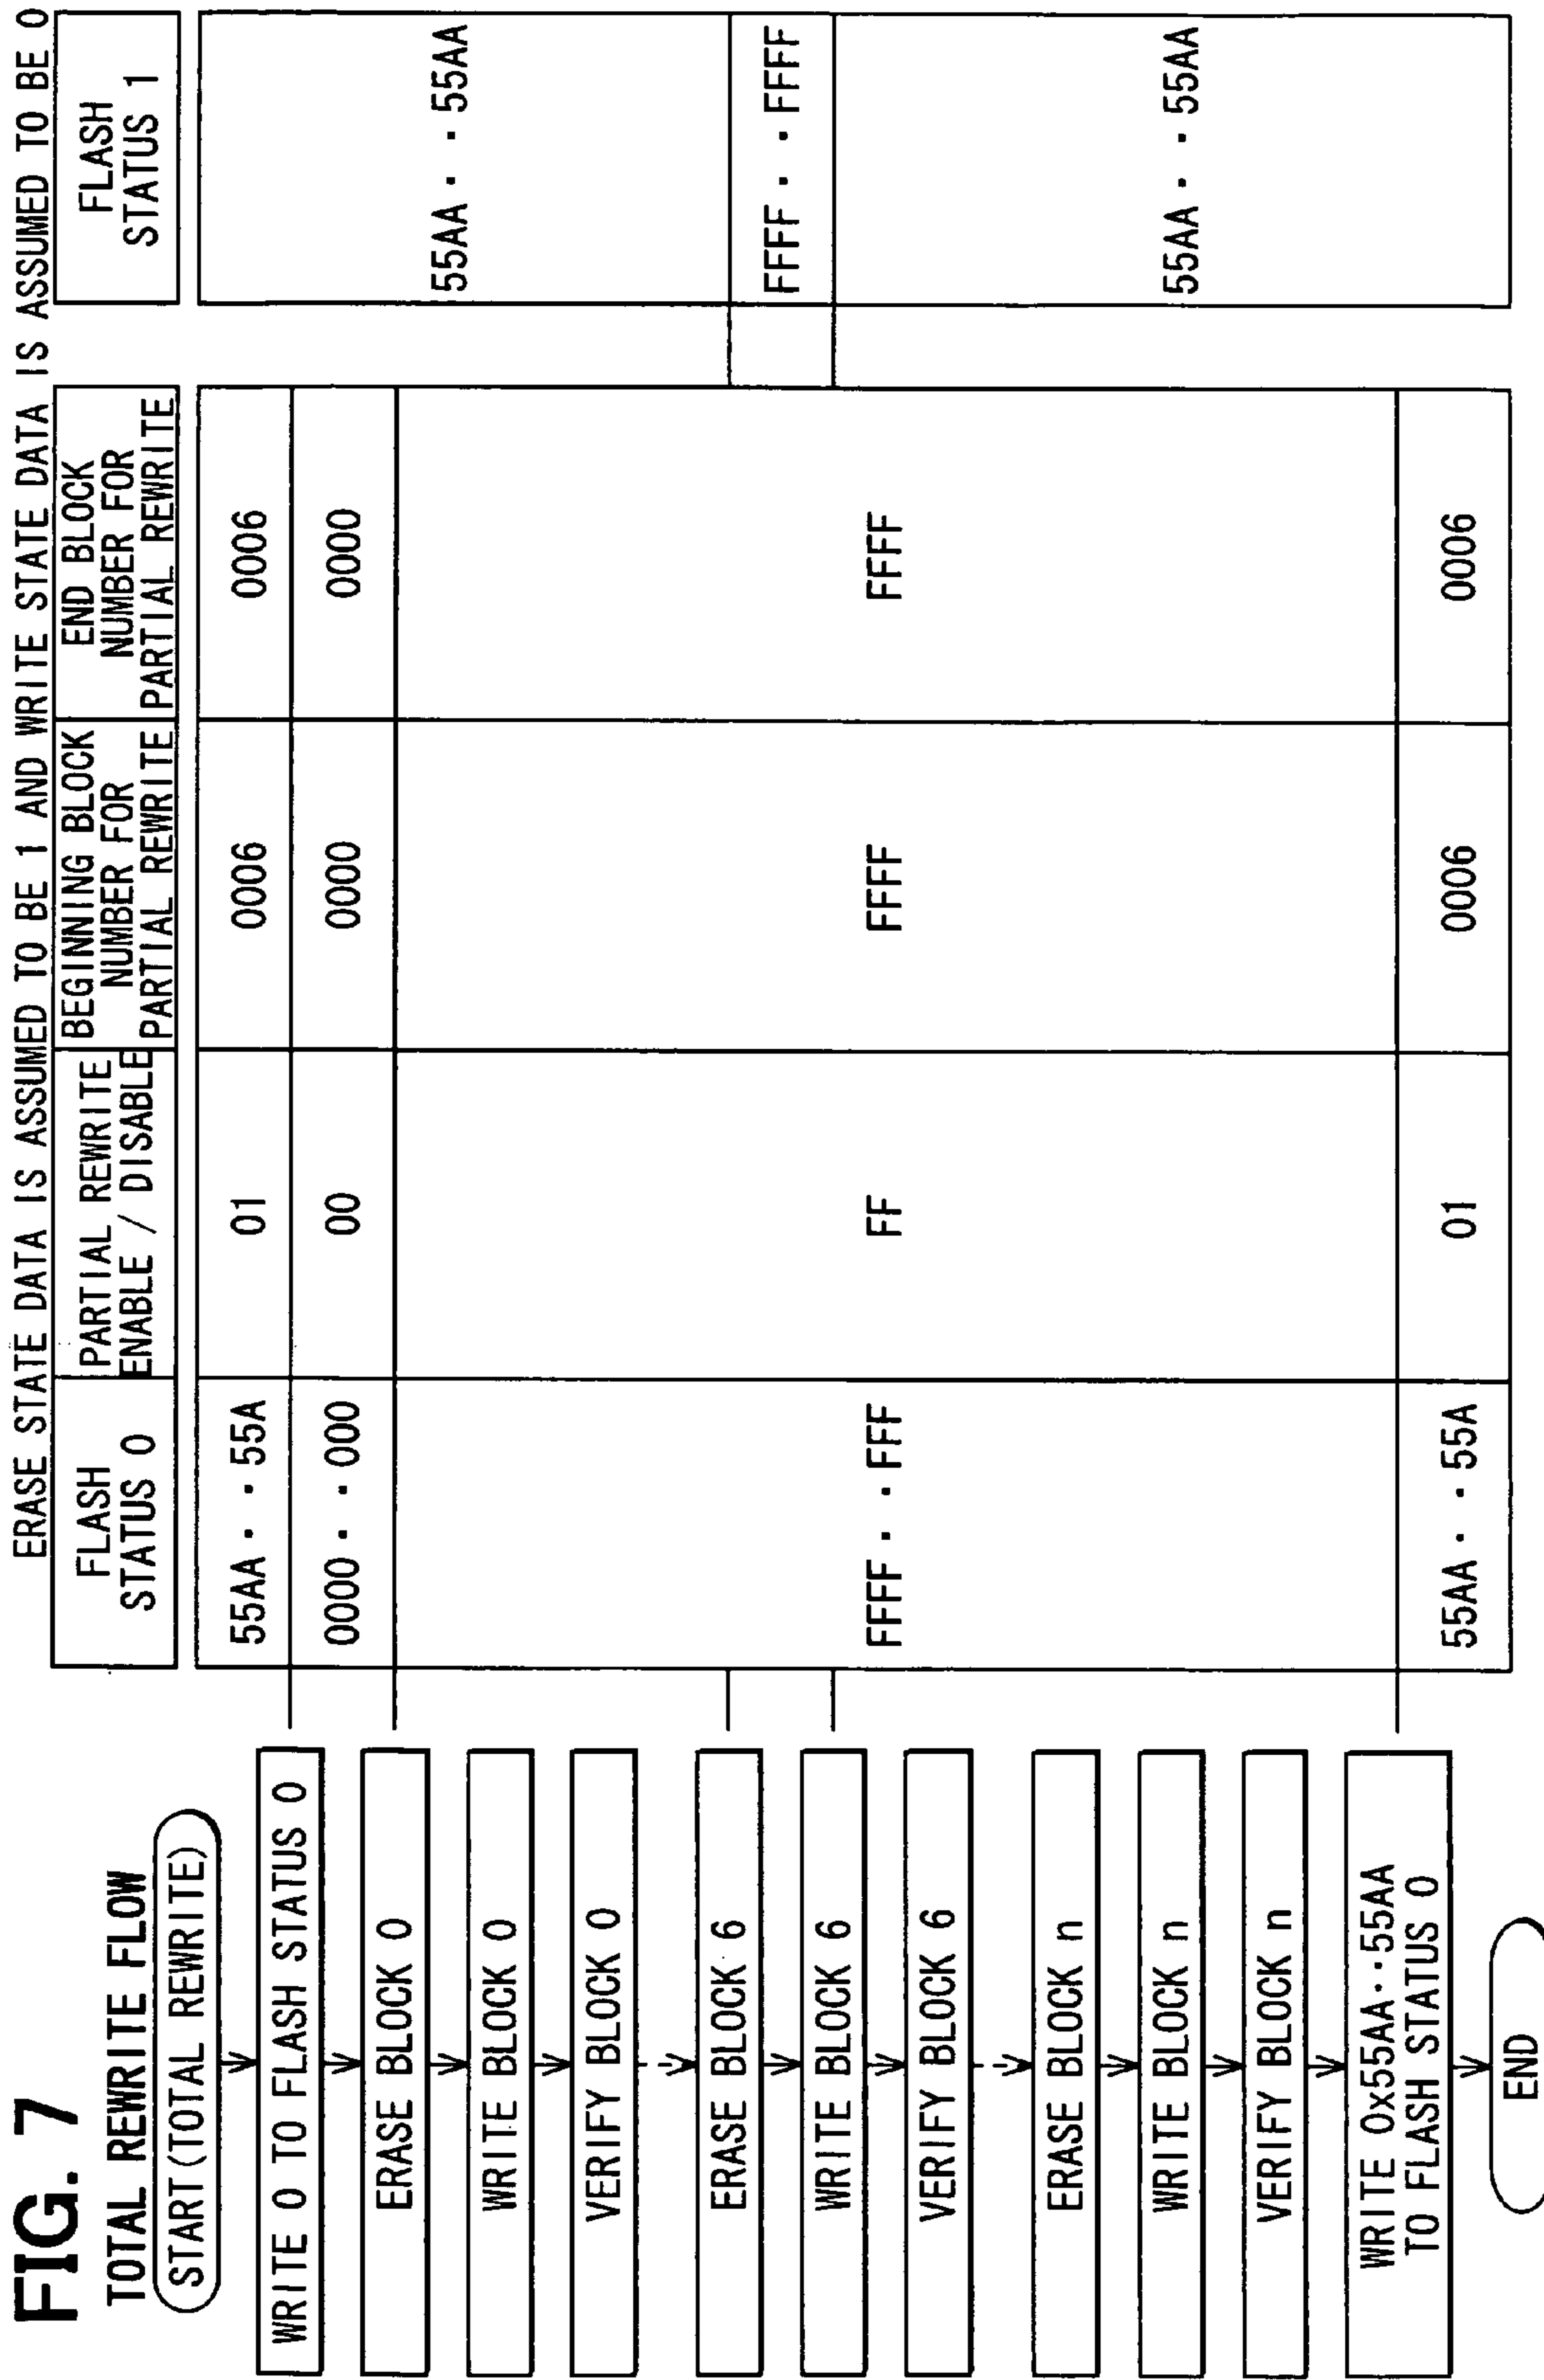 FIG. 7
TOTAL REWRITE FLOW
START(TOTAL REWRITE)
WRITE 0 TO FLASH STATUS 0
ERASE BLOCK 0
WRITE BLOCK 0
VERIFY BLOCK 0
ERASE BLOCK 6
WRITE BLOCK 6
VERIFY BLOCK 6
ERASE BLOCK n
WRITE BLOCK n
VERIFY BLOCK n
WRITE 0x55AA··55AA
TO FLASH STATUS 0
END
ERASE STATE DATA IS ASSUMED TO BE 1 AND WRITE STATE DATA IS ASSUMED TO BE 0
FLASH
STATUS 0
PARTIAL REWRITE
ENABLE / DISABLE
BEGINNING BLOCK
NUMBER FOR
PARTIAL REWRITE
END BLOCK
NUMBER FOR
PARTIAL REWRITE
FLASH
STATUS 1
55AA · · 55A 01 0006 0006
0000 · · 000 00 0000 0000
FFFF · · FFF FF FFFF FFFF
55AA · · 55A 01 0006 0006
55AA · · 55AA
FFFF · · FFFF
55AA · · 55AA